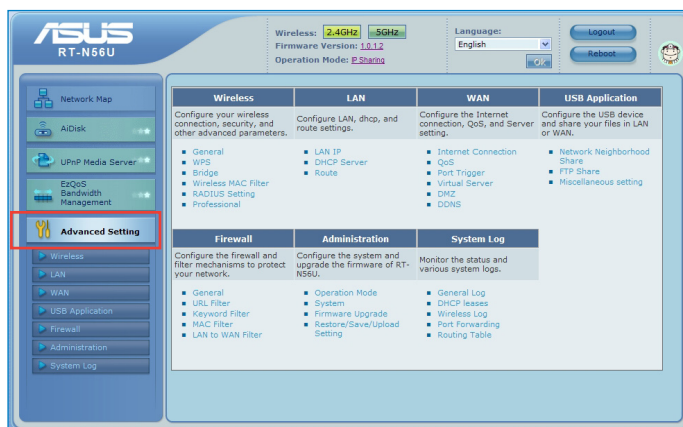 ASUS
RT-N56U
Wireless: 2.4GHz 5GHz
Firmware Version: 1.0.1.2
Operation Mode: IP Sharing
Language:
English
OK
Logout
Reboot
Network Map
AiDisk
UPnP Media Server
EzQoS
Bandwidth
Management
Advanced Setting
Wireless
LAN
WAN
USB Application
Firewall
Administration
System Log
Wireless
Configure your wireless
connection, security, and
other advanced parameters.
General
WPS
Bridge
Wireless MAC Filter
RADIUS Setting
Professional
LAN
Configure LAN, dhcp, and
route settings.
LAN IP
DHCP Server
Route
WAN
Configure the Internet
connection, QoS, and Server
setting.
Internet Connection
QoS
Port Trigger
Virtual Server
DMZ
DDNS
USB Application
Configure the USB device
and share your files in LAN
or WAN.
Network Neighborhood
Share
FTP Share
Miscellaneous setting
Firewall
Configure the firewall and
filter mechanisms to protect
your network.
General
URL Filter
Keyword Filter
MAC Filter
LAN to WAN Filter
Administration
Configure the system and
upgrade the firmware of RT-
N56U.
Operation Mode
System
Firmware Upgrade
Restore/Save/Upload
Setting
System Log
Monitor the status and
various system logs.
General Log
DHCP leases
Wireless Log
Port Forwarding
Routing Table